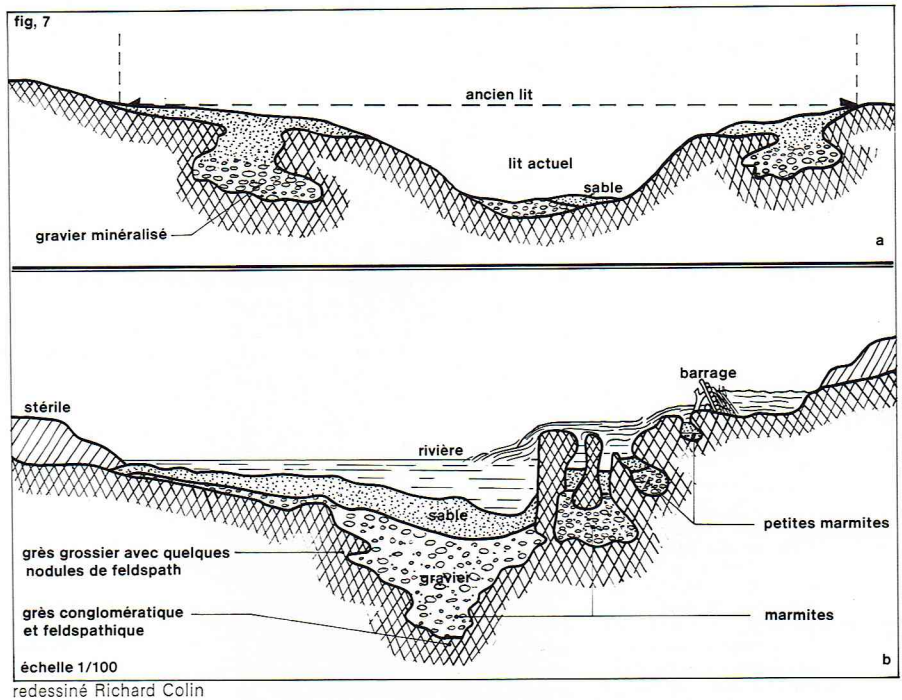 fig, 7
ancien lit
lit actuel
sable
gravier minéralisé
a
barrage
stérile
rivière
sable
petites marmites
grès grossier avec quelques
nodules de feldspath
gravier
grès conglomératique
et feldspathique
marmites
échelle 1/100
b
redessiné Richard Colin